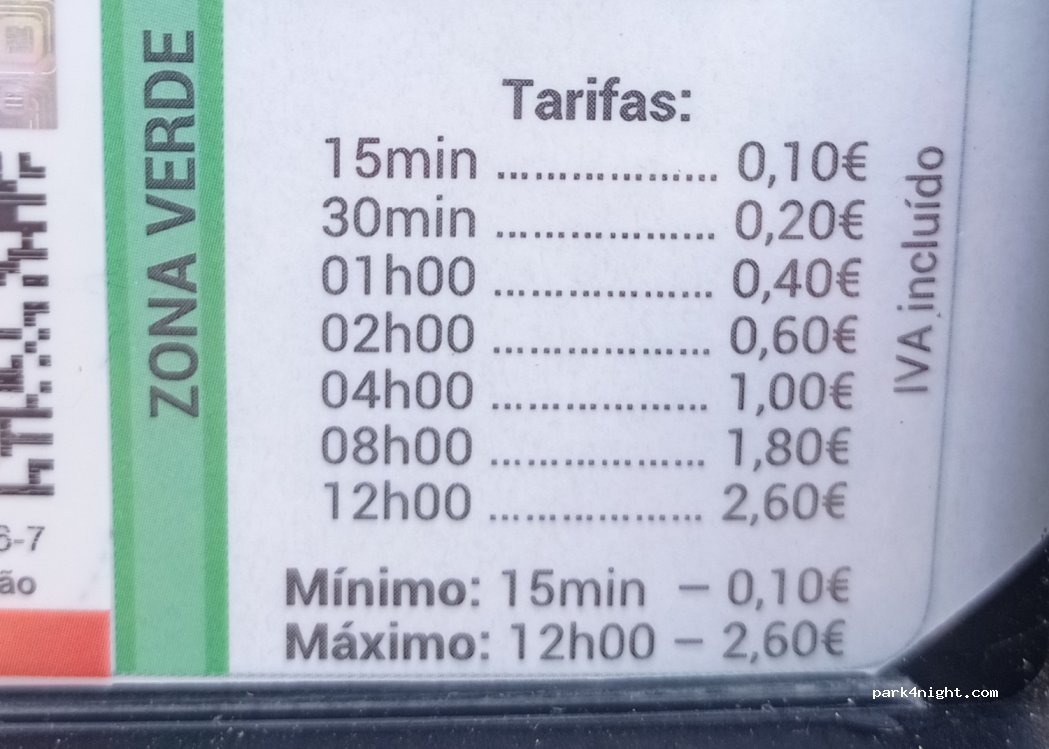 ZONA VERDE
Tarifas:
15min .................. 0,10€
30min .................. 0,20€
01h00 .................. 0,40€
02h00 .................. 0,60€
04h00 .................. 1,00€
08h00 .................. 1,80€
12h00 .................. 2,60€
IVA incluído
Mínimo: 15min – 0,10€
Máximo: 12h00 – 2,60€
6-7
ão
park4night.com